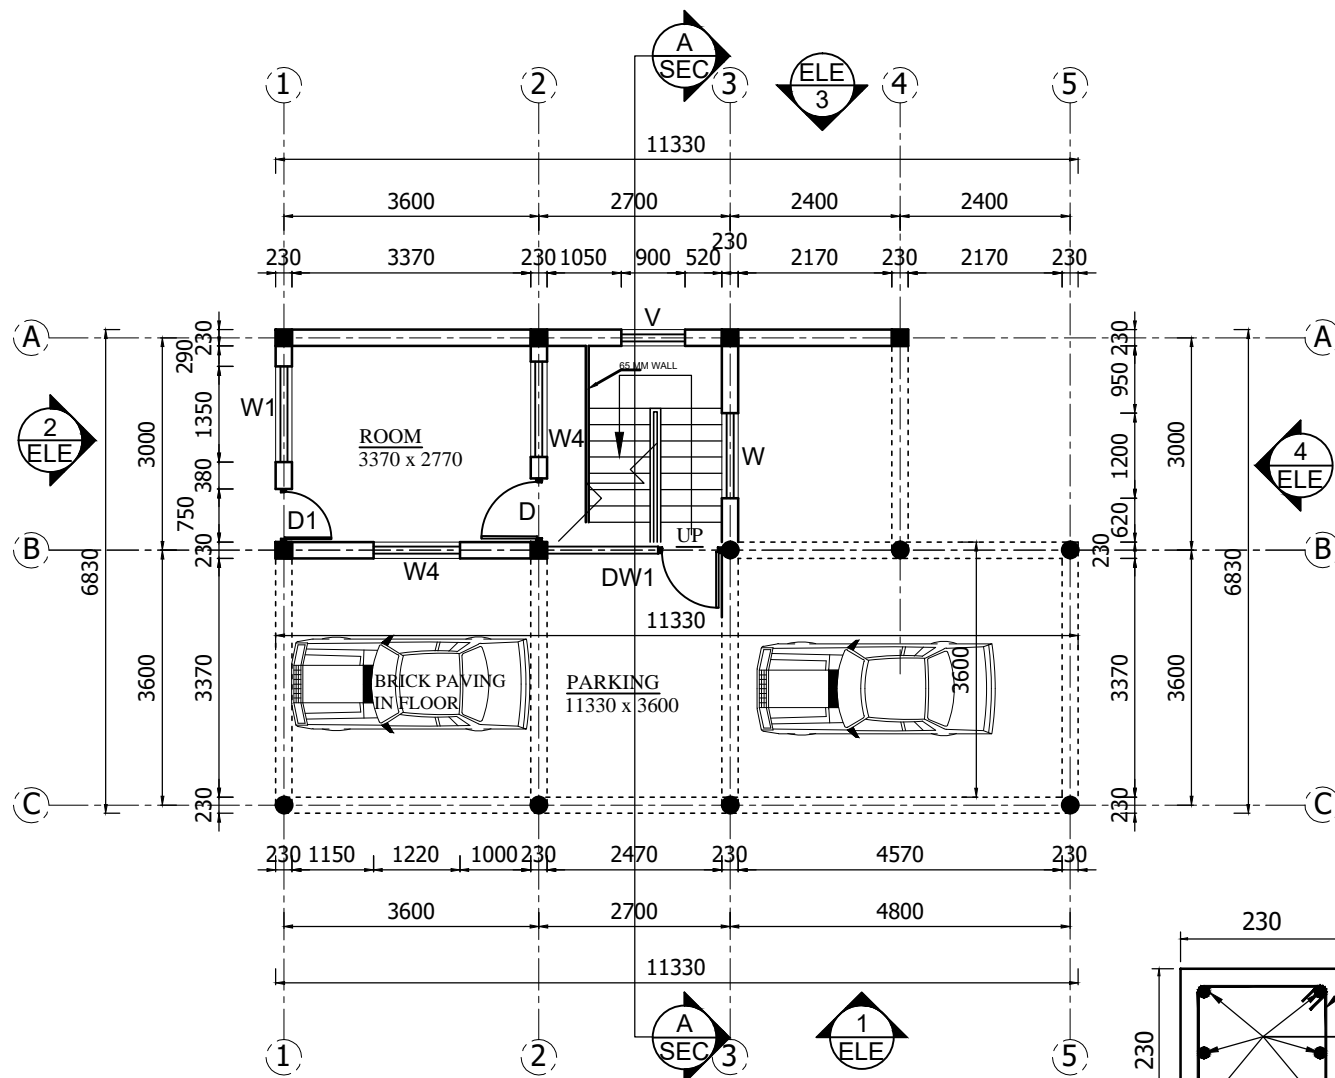 A
SEC
ELE
3
1
2
3
4
5
11330
3600
2700
2400
2400
230
230
3370
230
1050
900
520
2170
230
2170
230
A
230
V
230
A
290
65 MM WALL
950
W1
1350
ROOM
3370 x 2770
W4
W
1200
2
ELE
3000
3000
4
ELE
380
750
D1
D
UP
620
B
230
W4
DW1
230
B
6830
6830
11330
3600
3370
BRICK PAVING
IN FLOOR
PARKING
11330 x 3600
3600
3370
3600
C
230
230
C
230
1150
1220
1000
230
2470
230
4570
230
3600
2700
4800
230
11330
230
A
SEC
1
ELE
1
2
3
5